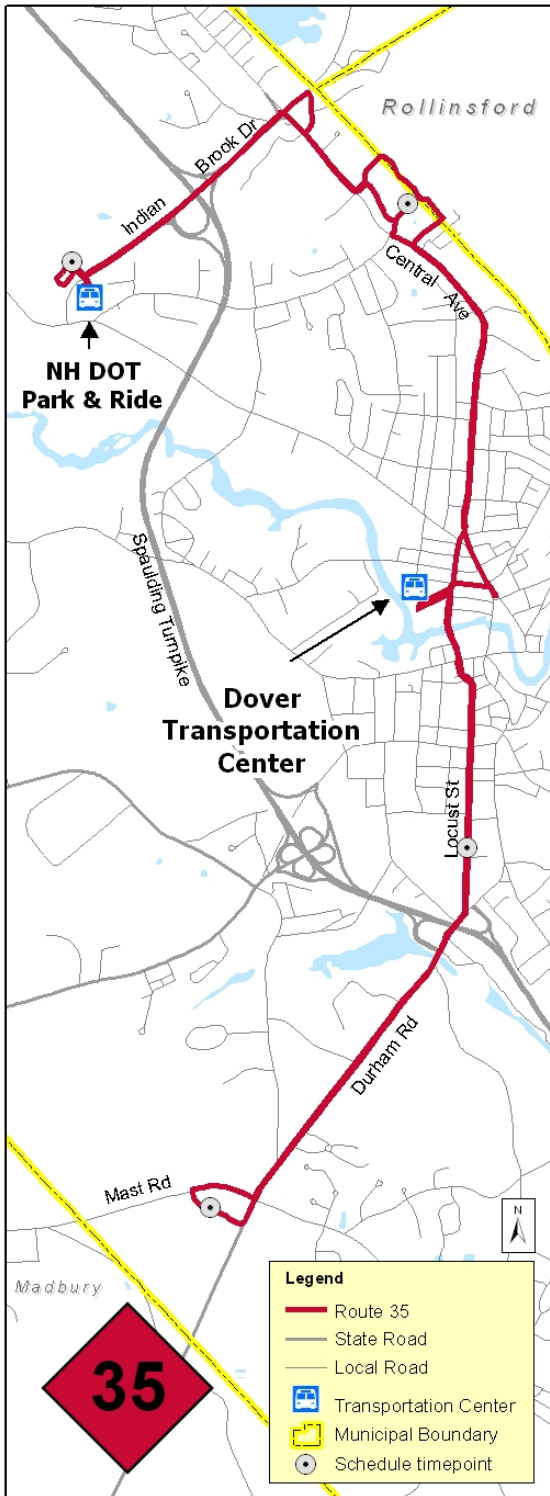 Rollinsford
Indian Brook Dr
Central Ave
NH DOT
Park & Ride
Spaulding Turnpike
Dover
Transportation
Center
Locust St
Durham Rd
Mast Rd
N
Madbury
35
Legend
Route 35
State Road
Local Road
Transportation Center
Municipal Boundary
Schedule timepoint